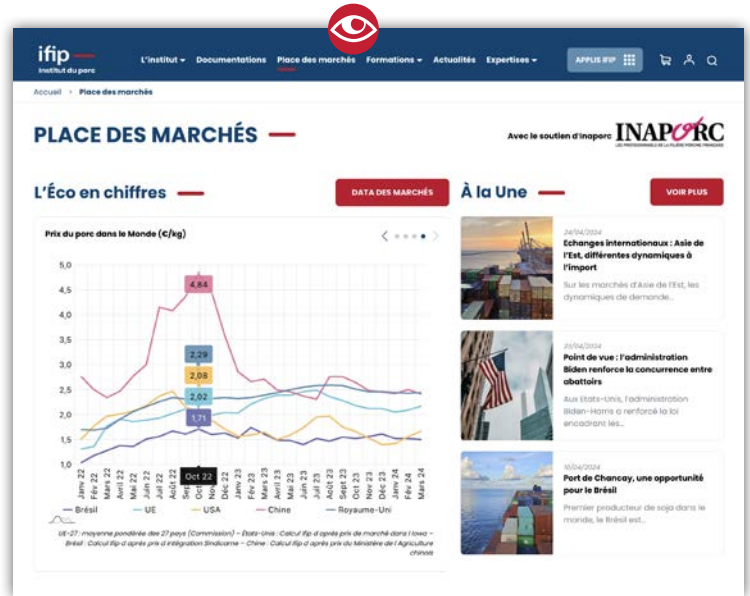 ifip
Institut du porc
L'institut Documentations Place des marchés Formations Actualités Expertises APPLIS IFIP
Accueil > Place des marchés
PLACE DES MARCHÉS
Avec le soutien d'Inaporc INAPORC
LES PROFESSIONNELS DE LA FILIÈRE PORCINE FRANÇAISE
L'Éco en chiffres
DATA DES MARCHÉS
À la Une
VOIR PLUS
Prix du porc dans le Monde (€/kg)
5,0
4,5
4,0
3,5
3,0
2,5
2,0
1,5
1,0
4,84
2,29
2,08
2,02
1,71
Janv 22
Fév 22
Mars 22
Avril 22
Mai 22
Juin 22
Juil 22
Août 22
Oct 22
Nov 22
Déc 22
Janv 23
Fév 23
Mars 23
Avril 23
Mai 23
Juin 23
Juil 23
Août 23
Sept 23
Oct 23
Nov 23
Déc 23
Janv 24
Fév 24
Mars 24
Brésil UE USA Chine Royaume-Uni
UE-27 : moyenne pondérée des 27 pays (Commission) – États-Unis : Calcul Ifip d après prix de marché dans l Iowa –
Brésil : Calcul Ifip d après prix d intégration Sindicarne – Chine : Calcul Ifip d après prix du Ministère de l Agriculture
chinois
24/04/2024
Echanges internationaux : Asie de
l'Est, différentes dynamiques à
l'import
Sur les marchés d'Asie de l'Est, les
dynamiques de demande...
23/04/2024
Point de vue : l'administration
Biden renforce la concurrence entre
abattoirs
Aux Etats-Unis, l'administration
Biden-Harris a renforcé la loi
encadrant les...
10/04/2024
Port de Chancay, une opportunité
pour le Brésil
Premier producteur de soja dans le
monde, le Brésil est...